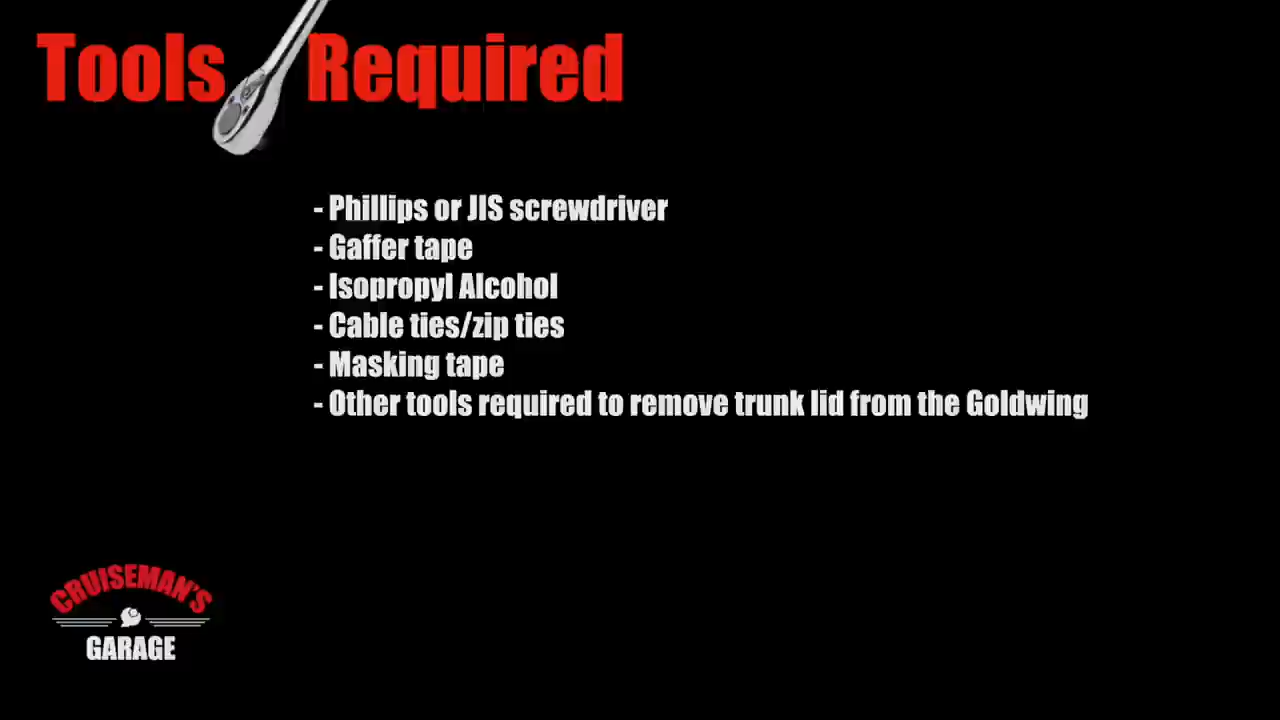 Tools Required
- Phillips or JIS screwdriver
- Gaffer tape
- Isopropyl Alcohol
- Cable ties/zip ties
- Masking tape
- Other tools required to remove trunk lid from the Goldwing
CRUISEMAN'S
GARAGE